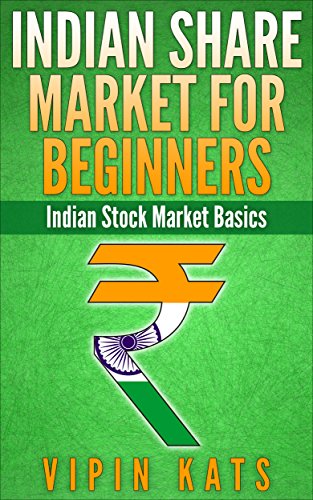 INDIAN SHARE
MARKET FOR
BEGINNERS
Indian Stock Market Basics
₹
VIPIN KATS